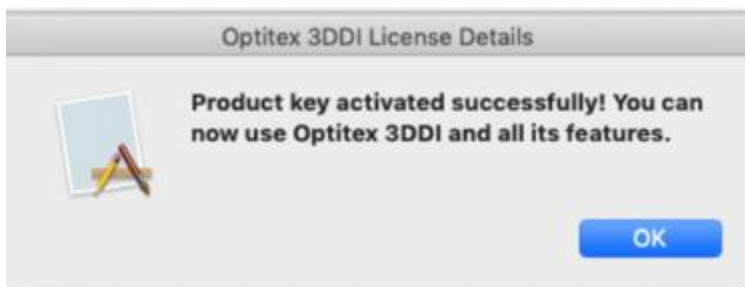 Optitex 3DDI License Details
Product key activated successfully! You can
now use Optitex 3DDI and all its features.
OK